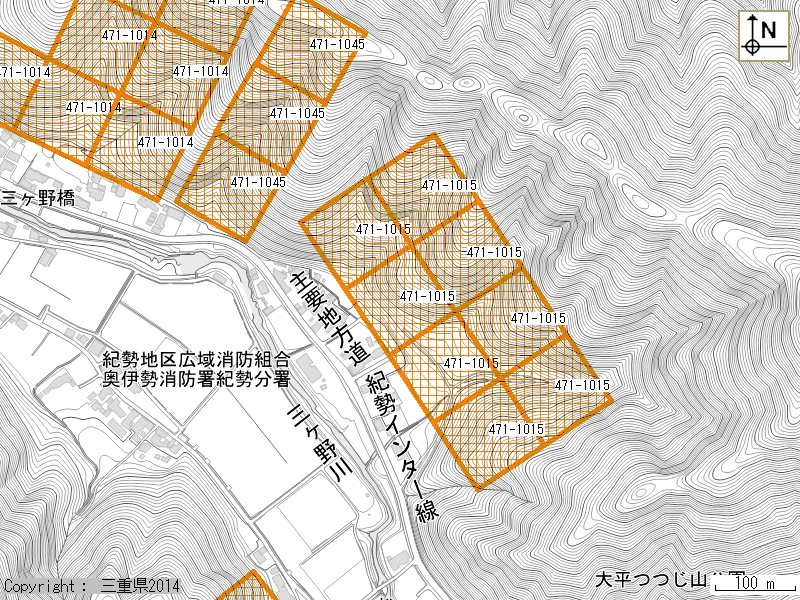 471-1014
471-1014
471-1045
471-1014
471-1014
471-1014
471-1045
471-1014
471-1045
N
三ヶ野橋
471-1015
471-1015
471-1015
471-1015
471-1015
471-1015
471-1015
471-1015
主要地方道 紀勢インター線
紀勢地区広域消防組合
奥伊勢消防署紀勢分署
三ヶ野川
大平つつじ山公園
100 m
Copyright : 三重県2014